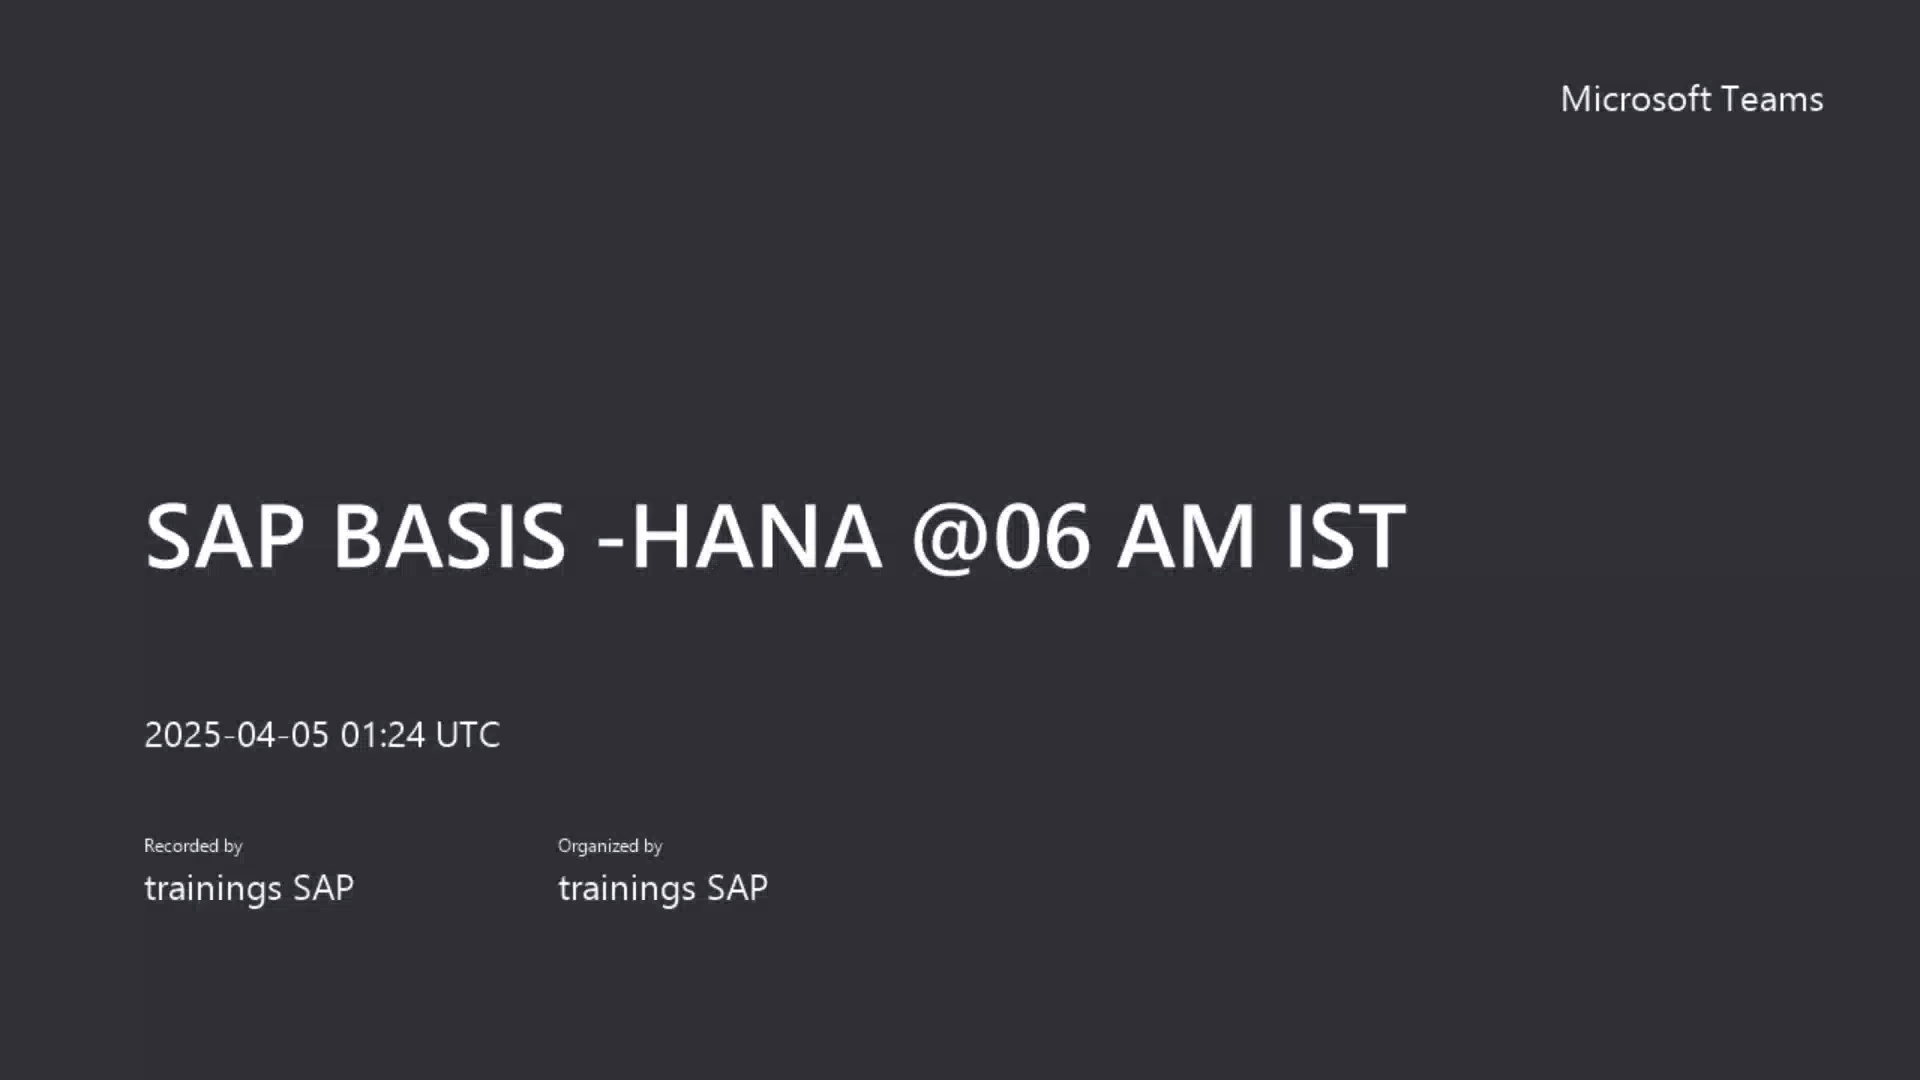 Microsoft Teams
SAP BASIS -HANA @06 AM IST
2025-04-05 01:24 UTC
Recorded by
trainings SAP
Organized by
trainings SAP